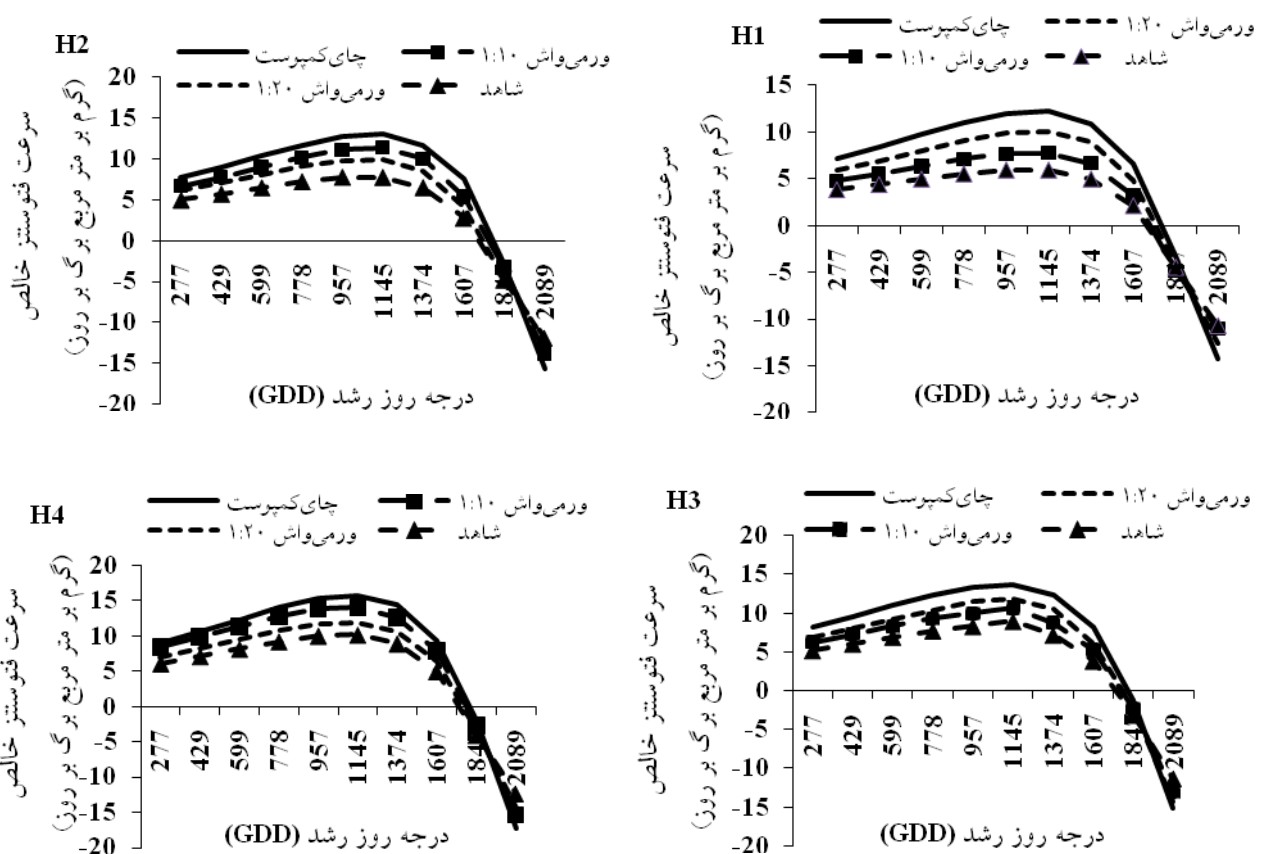 H1
چای‌کمپوست
ورمی‌واش ۱:۲۰
ورمی‌واش ۱:۱۰
شاهد
سرعت فتوسنتز خالص
(گرم بر متر مربع برگ بر روز)
15
10
5
0
-5
-10
-15
-20
277 429 599 778 957 1145 1374 1607 2089
درجه روز رشد (GDD)
H2
چای‌کمپوست
ورمی‌واش ۱:۱۰
ورمی‌واش ۱:۲۰
شاهد
سرعت فتوسنتز خالص
(گرم بر متر مربع برگ بر روز)
20
15
10
5
0
-5
-10
-15
-20
277 429 599 778 957 1145 1374 1607 2089
درجه روز رشد (GDD)
H3
چای‌کمپوست
ورمی‌واش ۱:۲۰
ورمی‌واش ۱:۱۰
شاهد
سرعت فتوسنتز خالص
(گرم بر متر مربع برگ بر روز)
20
15
10
5
0
-5
-10
-15
-20
277 429 599 778 957 1145 1374 1607 2089
درجه روز رشد (GDD)
H4
چای‌کمپوست
ورمی‌واش ۱:۱۰
ورمی‌واش ۱:۲۰
شاهد
سرعت فتوسنتز خالص
(گرم بر متر مربع برگ بر روز)
20
15
10
5
0
-5
-10
-15
-20
277 429 599 778 957 1145 1374 1607 2089
درجه روز رشد (GDD)